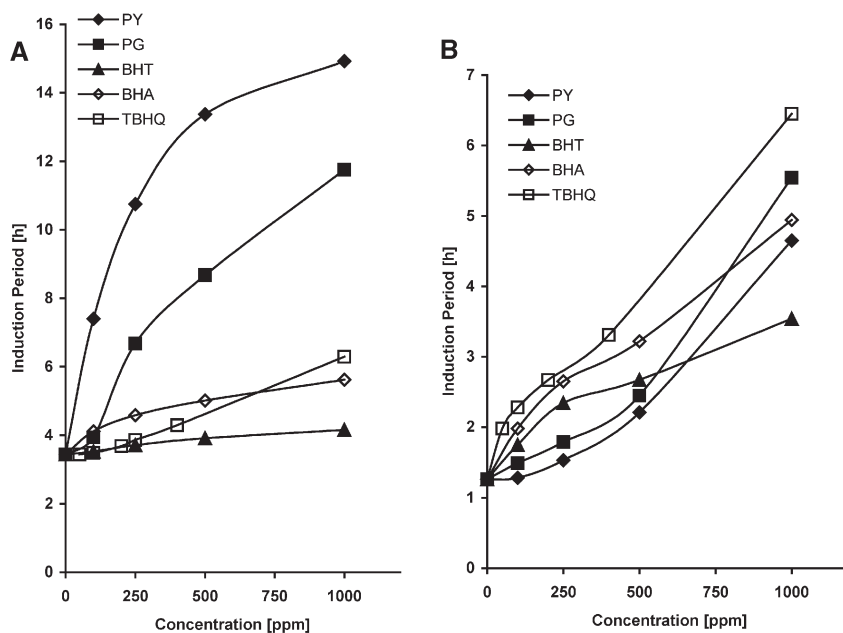 A
PY
PG
BHT
BHA
TBHQ
16
14
12
10
8
6
4
2
0
Induction Period [h]
0 250 500 750 1000
Concentration [ppm]
B
PY
PG
BHT
BHA
TBHQ
7
6
5
4
3
2
1
0
Induction Period [h]
0 250 500 750 1000
Concentration [ppm]